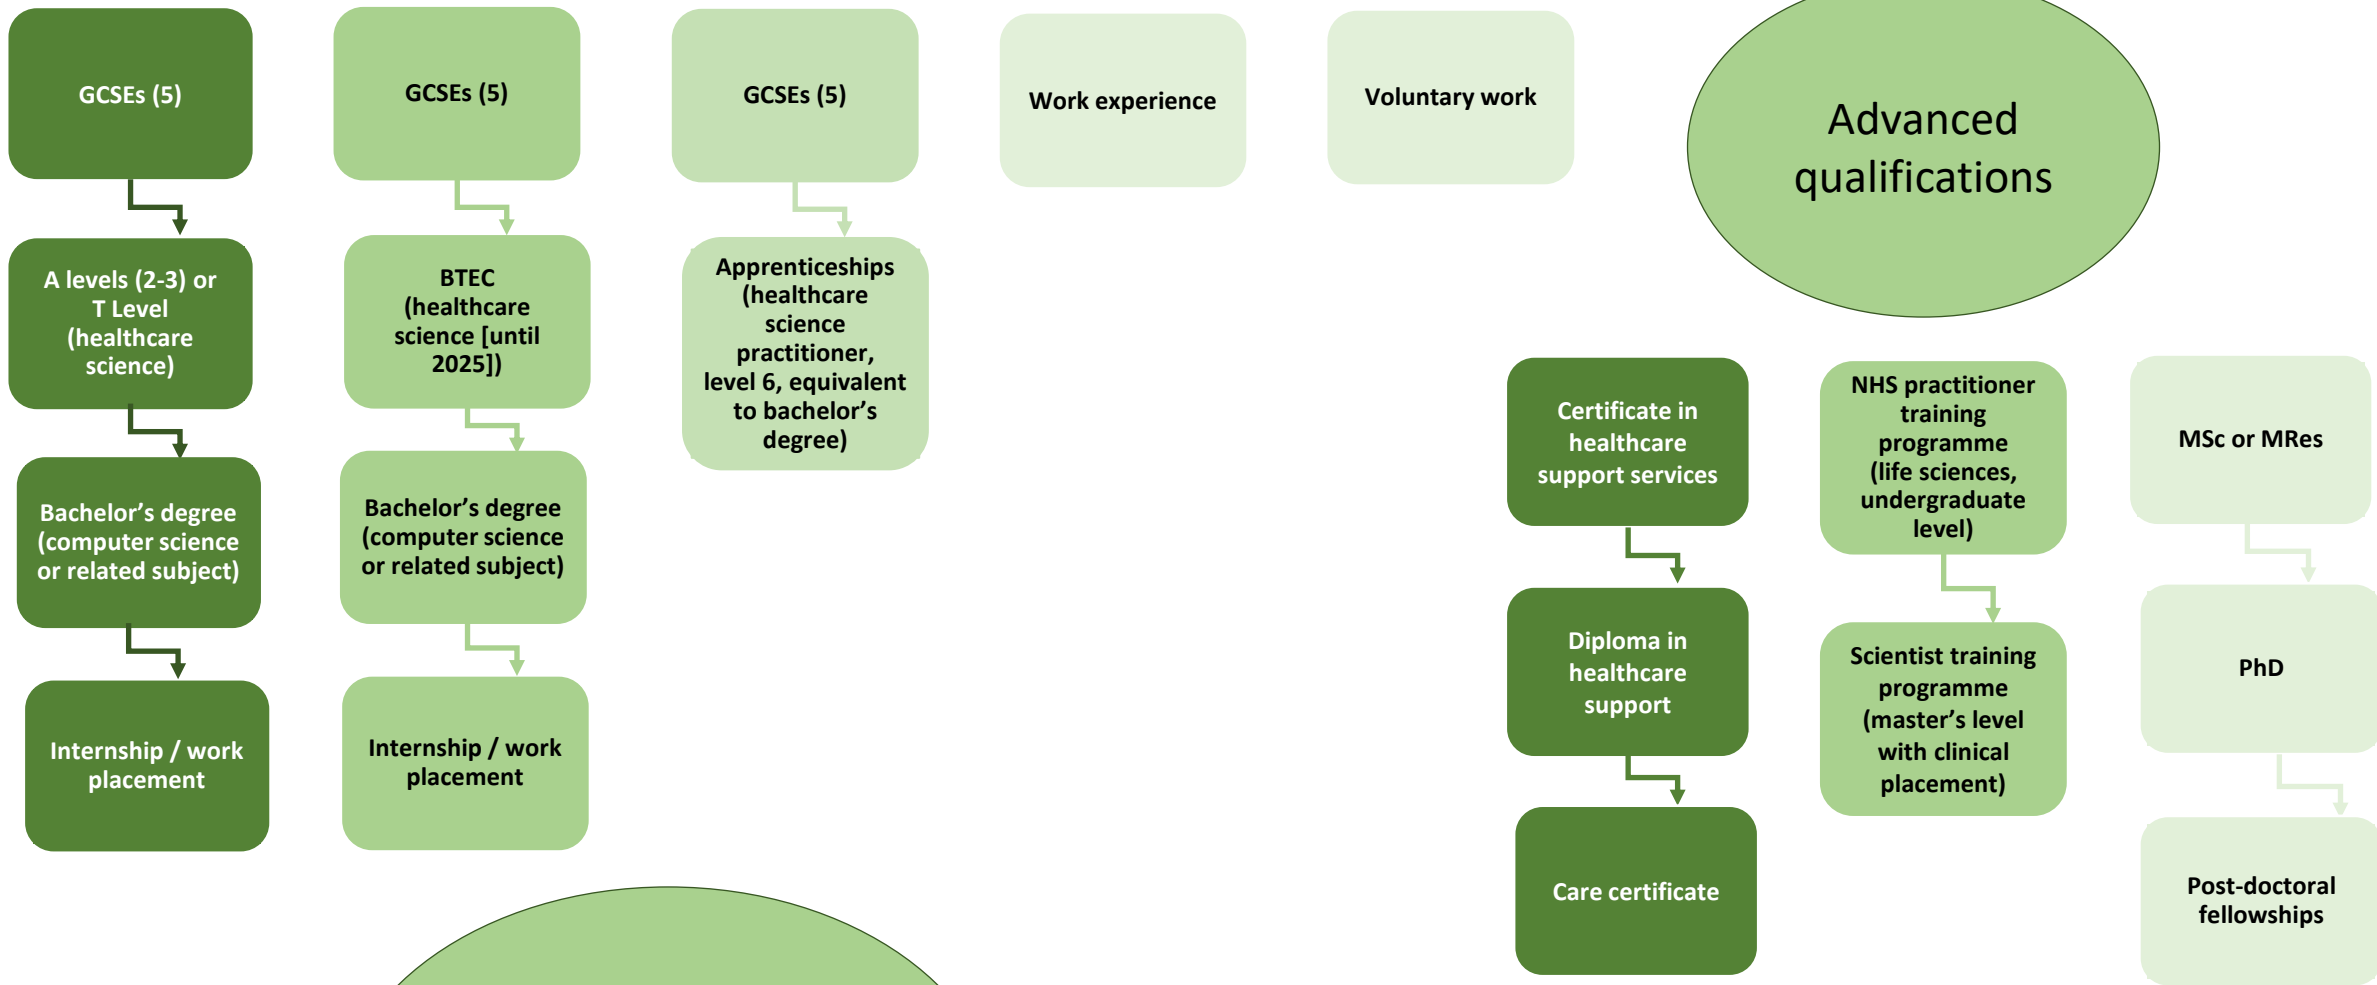 GCSEs (5)
A levels (2-3) or
T Level
(healthcare
science)
Bachelor’s degree
(computer science
or related subject)
Internship / work
placement
GCSEs (5)
BTEC
(healthcare
science [until
2025])
Bachelor’s degree
(computer science
or related subject)
Internship / work
placement
GCSEs (5)
Apprenticeships
(healthcare
science
practitioner,
level 6, equivalent
to bachelor’s
degree)
Work experience
Voluntary work
Advanced
qualifications
Certificate in
healthcare
support services
Diploma in
healthcare
support
Care certificate
NHS practitioner
training
programme
(life sciences,
undergraduate
level)
Scientist training
programme
(master’s level
with clinical
placement)
MSc or MRes
PhD
Post-doctoral
fellowships